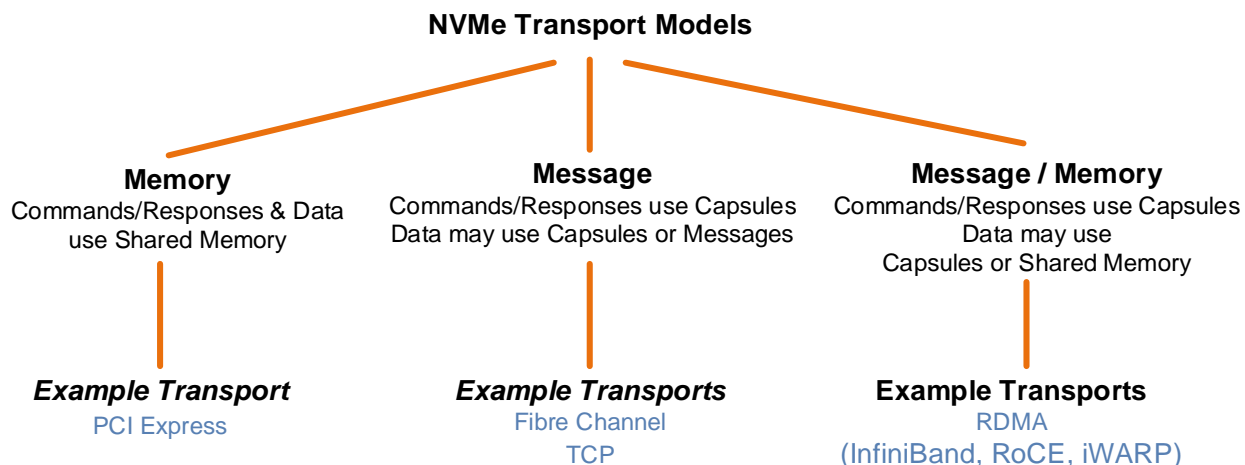 NVMe Transport Models
Memory
Commands/Responses & Data
use Shared Memory
Message
Commands/Responses use Capsules
Data may use Capsules or Messages
Message / Memory
Commands/Responses use Capsules
Data may use
Capsules or Shared Memory
Example Transport
PCI Express
Example Transports
Fibre Channel
TCP
Example Transports
RDMA
(InfiniBand, RoCE, iWARP)